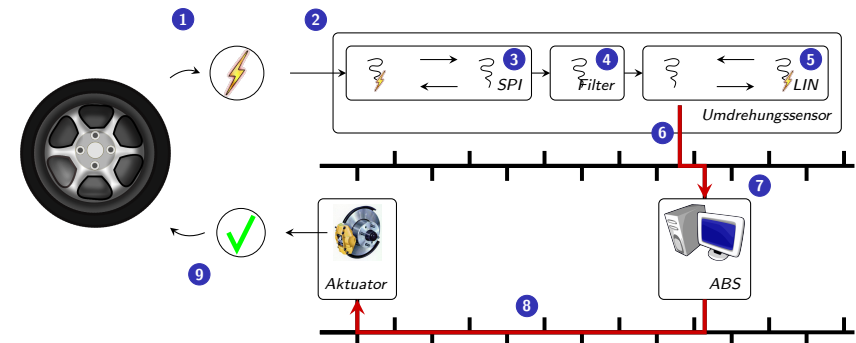 1
2
3
SPI
4
Filter
5
LIN
Umdrehungssensor
6
7
ABS
Aktuator
8
9